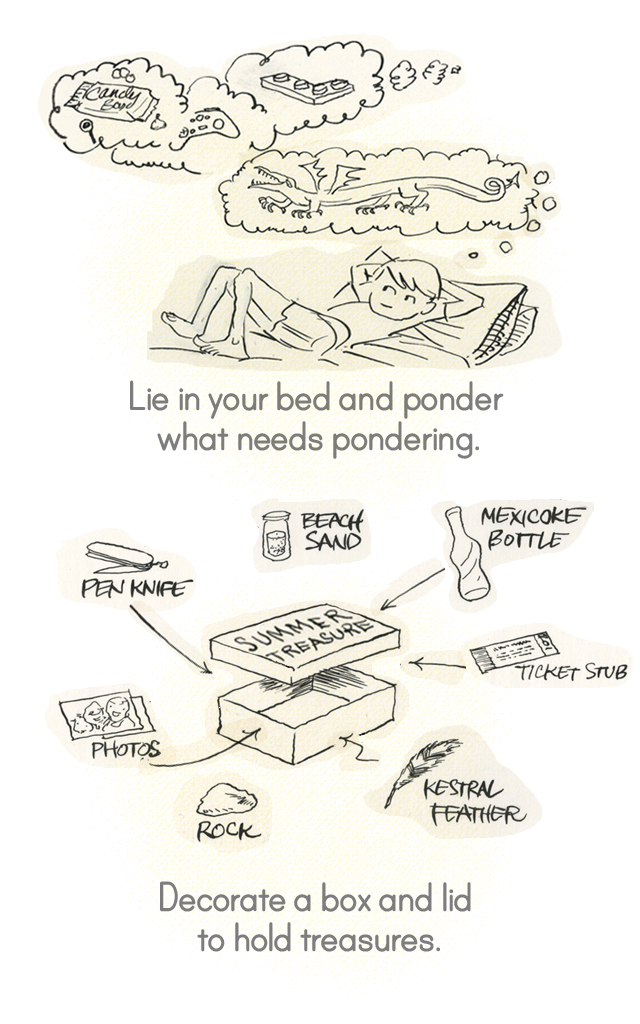 Candy
Bar
Lie in your bed and ponder
what needs pondering.
BEACH
SAND
MEXICOKE
BOTTLE
PEN KNIFE
SUMMER
TREASURE
TICKET STUB
PHOTOS
KESTRAL
FEATHER
ROCK
Decorate a box and lid
to hold treasures.